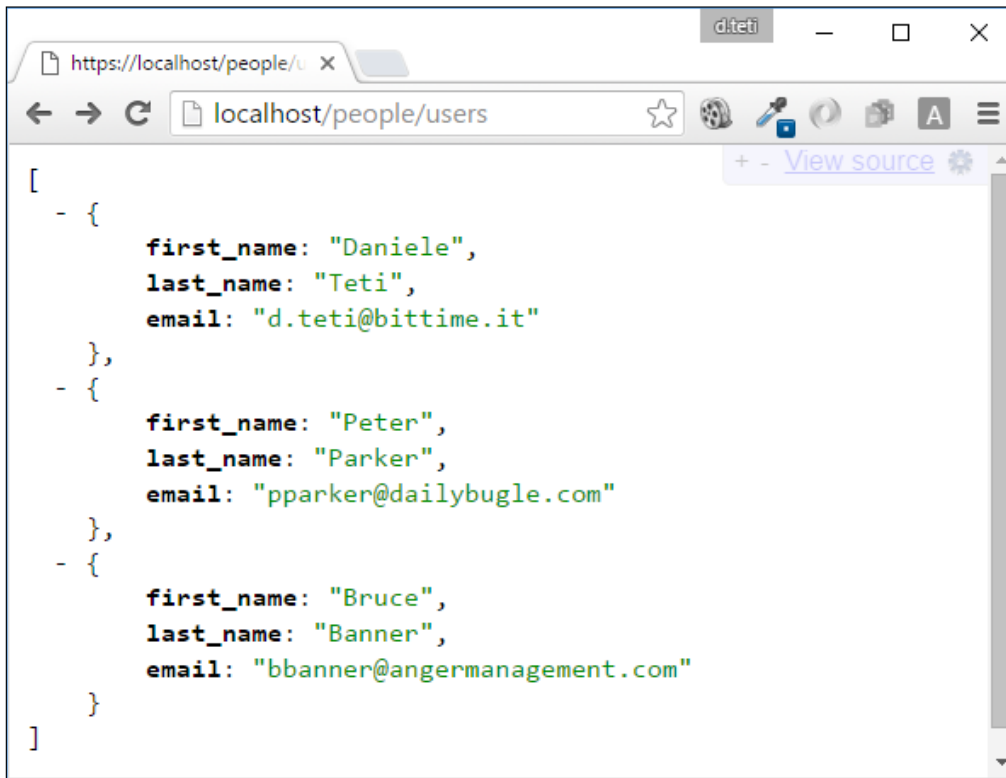 d.teti
https://localhost/people/u
localhost/people/users
A
+ - View source
[
- {
first_name: "Daniele",
last_name: "Teti",
email: "d.teti@bittime.it"
},
- {
first_name: "Peter",
last_name: "Parker",
email: "pparker@dailybugle.com"
},
- {
first_name: "Bruce",
last_name: "Banner",
email: "bbanner@angermanagement.com"
}
]